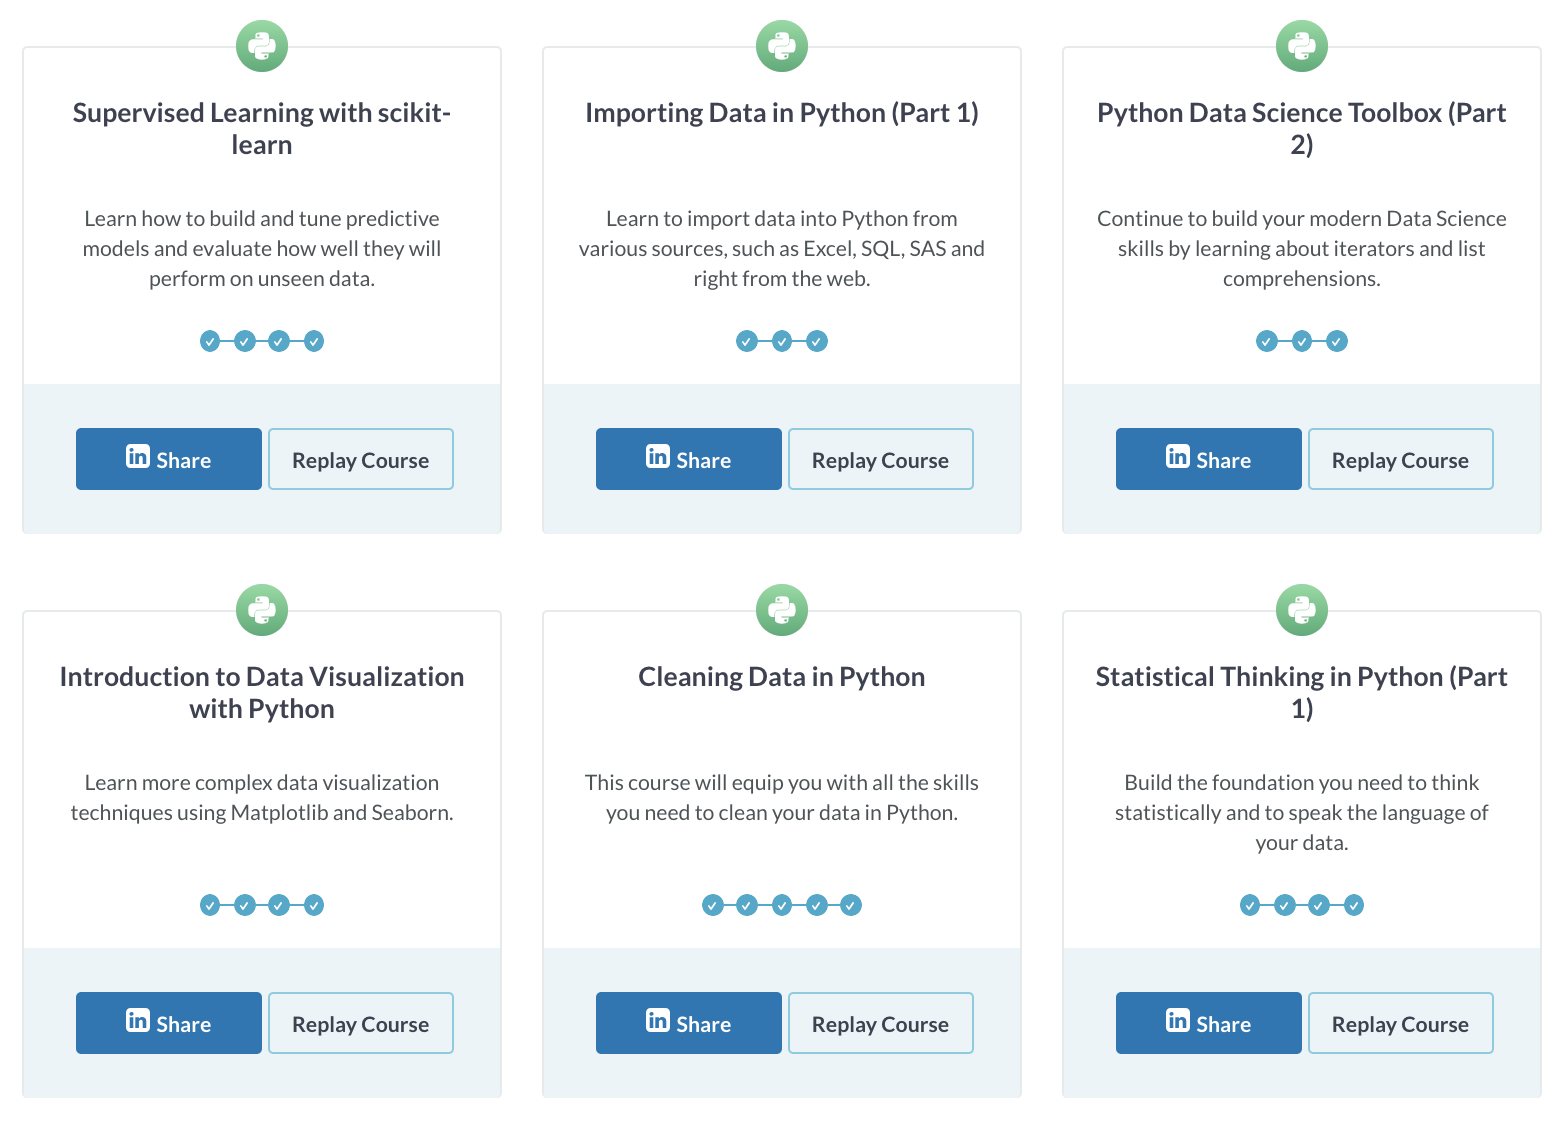 Supervised Learning with scikit-
learn
Learn how to build and tune predictive
models and evaluate how well they will
perform on unseen data.
Share
Replay Course
Importing Data in Python (Part 1)
Learn to import data into Python from
various sources, such as Excel, SQL, SAS and
right from the web.
Share
Replay Course
Python Data Science Toolbox (Part
2)
Continue to build your modern Data Science
skills by learning about iterators and list
comprehensions.
Share
Replay Course
Introduction to Data Visualization
with Python
Learn more complex data visualization
techniques using Matplotlib and Seaborn.
Share
Replay Course
Cleaning Data in Python
This course will equip you with all the skills
you need to clean your data in Python.
Share
Replay Course
Statistical Thinking in Python (Part
1)
Build the foundation you need to think
statistically and to speak the language of
your data.
Share
Replay Course